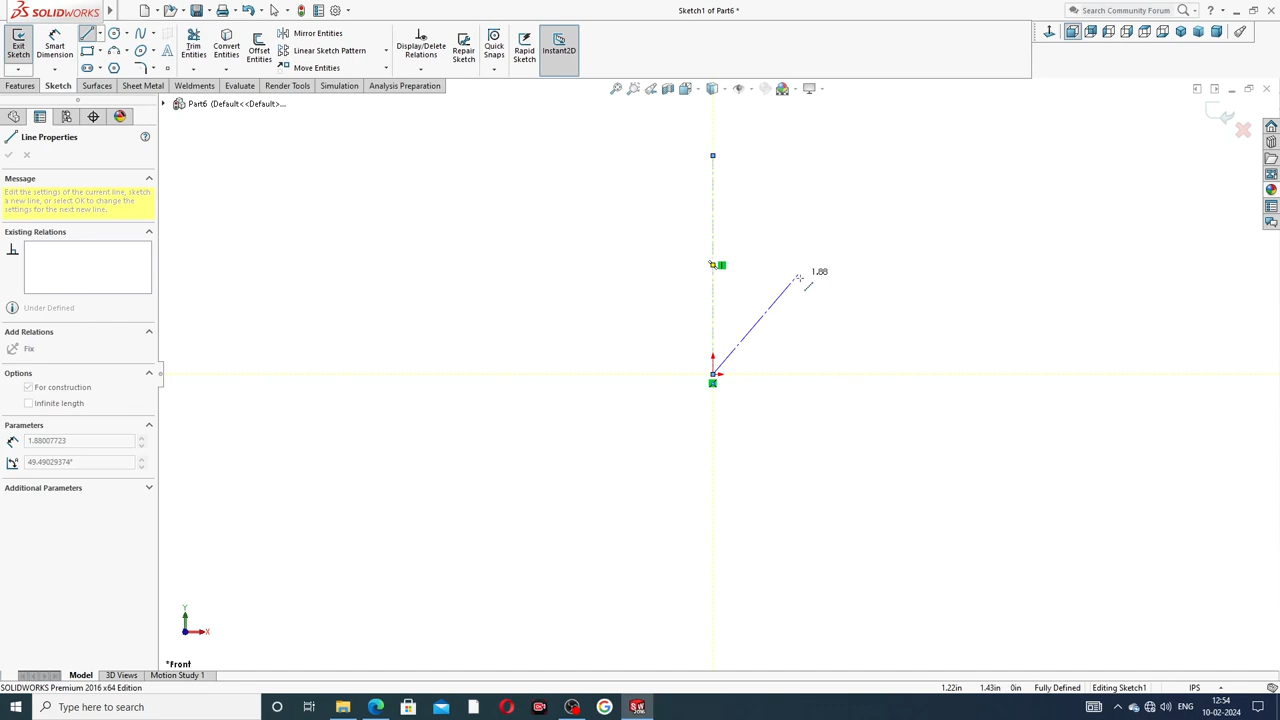 SOLIDWORKS
Sketch1 of Part6 *
Search Community Forum
Exit Sketch
Smart Dimension
Trim Entities
Convert Entities
Offset Entities
Mirror Entities
Linear Sketch Pattern
Move Entities
Display/Delete Relations
Repair Sketch
Quick Snaps
Rapid Sketch
Instant2D
Features
Sketch
Surfaces
Sheet Metal
Weldments
Evaluate
Render Tools
Simulation
Analysis Preparation
Part6 (Default<<Default>...
Line Properties
Message
Edit the settings of the current line, sketch
a new line, or select OK to change the
settings for the next new line.
Existing Relations
Under Defined
Add Relations
Fix
Options
For construction
Infinite length
Parameters
1.88007723
49.49029374°
Additional Parameters
1.88
Y
X
*Front
Model
3D Views
Motion Study 1
SOLIDWORKS Premium 2016 x64 Edition
1.22in
1.43in
0in
Fully Defined
Editing Sketch1
IPS
Type here to search
ENG
12:54
10-02-2024